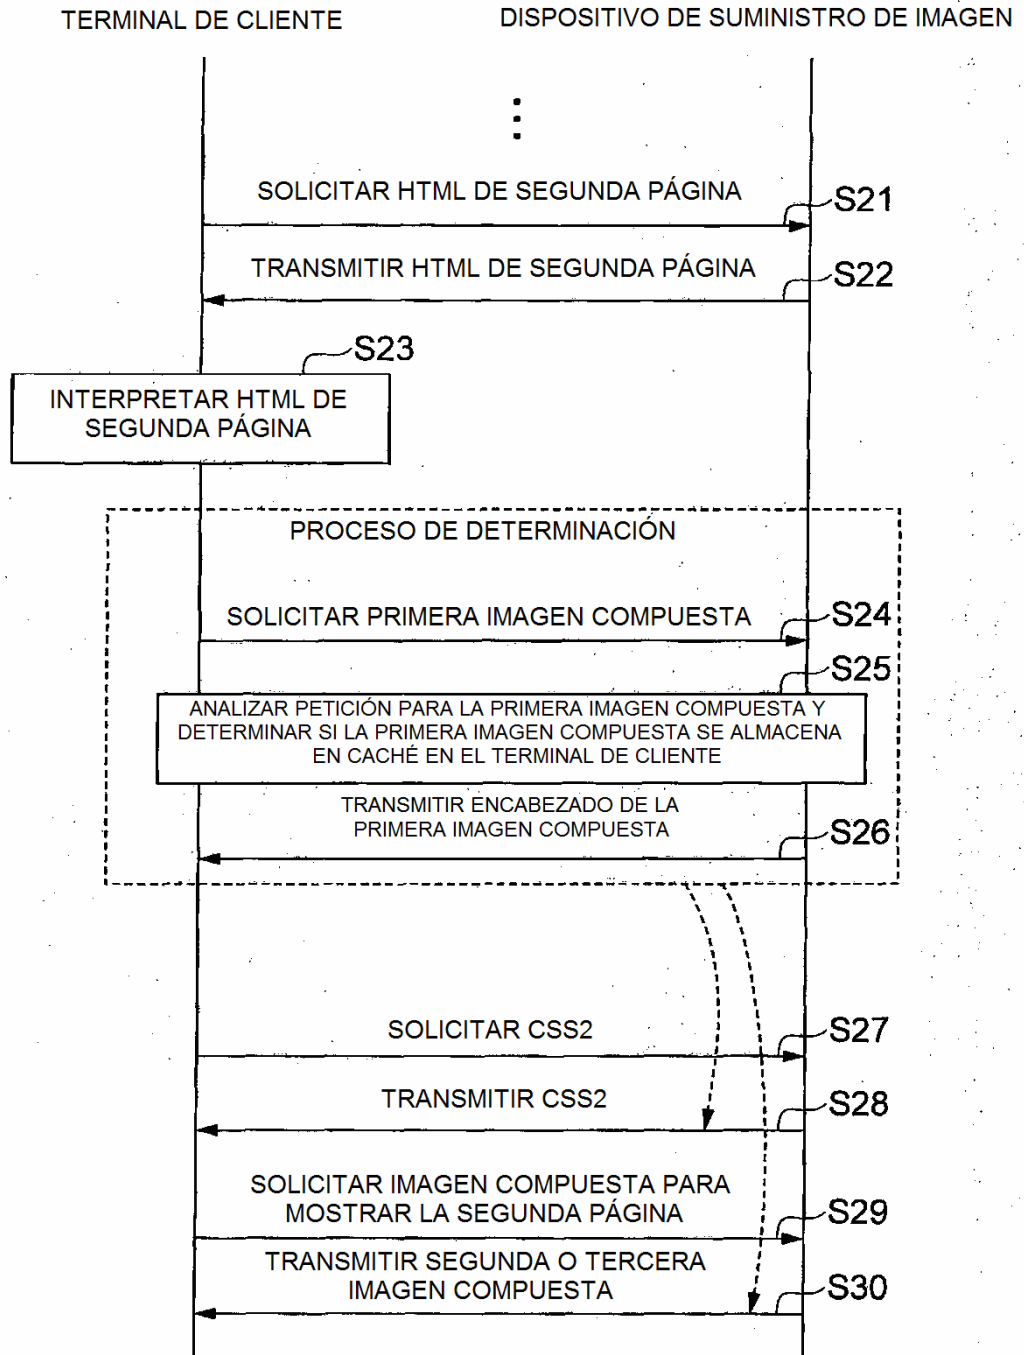 TERMINAL DE CLIENTE
DISPOSITIVO DE SUMINISTRO DE IMAGEN
SOLICITAR HTML DE SEGUNDA PÁGINA
S21
TRANSMITIR HTML DE SEGUNDA PÁGINA
S22
S23
INTERPRETAR HTML DE
SEGUNDA PÁGINA
PROCESO DE DETERMINACIÓN
SOLICITAR PRIMERA IMAGEN COMPUESTA
S24
S25
ANALIZAR PETICIÓN PARA LA PRIMERA IMAGEN COMPUESTA Y
DETERMINAR SI LA PRIMERA IMAGEN COMPUESTA SE ALMACENA
EN CACHÉ EN EL TERMINAL DE CLIENTE
TRANSMITIR ENCABEZADO DE LA
PRIMERA IMAGEN COMPUESTA
S26
SOLICITAR CSS2
S27
TRANSMITIR CSS2
S28
SOLICITAR IMAGEN COMPUESTA PARA
MOSTRAR LA SEGUNDA PÁGINA
S29
TRANSMITIR SEGUNDA O TERCERA
IMAGEN COMPUESTA
S30